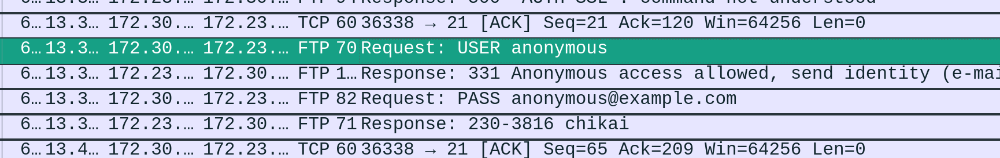 6… 13.3… 172.23.… 172.30.… FTP 94 Response: 500 'AUTH SSL': command not understood
6… 13.3… 172.30.… 172.23.… TCP 60 36338 → 21 [ACK] Seq=21 Ack=120 Win=64256 Len=0
6… 13.3… 172.30.… 172.23.… FTP 70 Request: USER anonymous
6… 13.3… 172.23.… 172.30.… FTP 1… Response: 331 Anonymous access allowed, send identity (e-mai
6… 13.3… 172.30.… 172.23.… FTP 82 Request: PASS anonymous@example.com
6… 13.3… 172.23.… 172.30.… FTP 71 Response: 230-3816 chikai
6… 13.4… 172.30.… 172.23.… TCP 60 36338 → 21 [ACK] Seq=65 Ack=209 Win=64256 Len=0